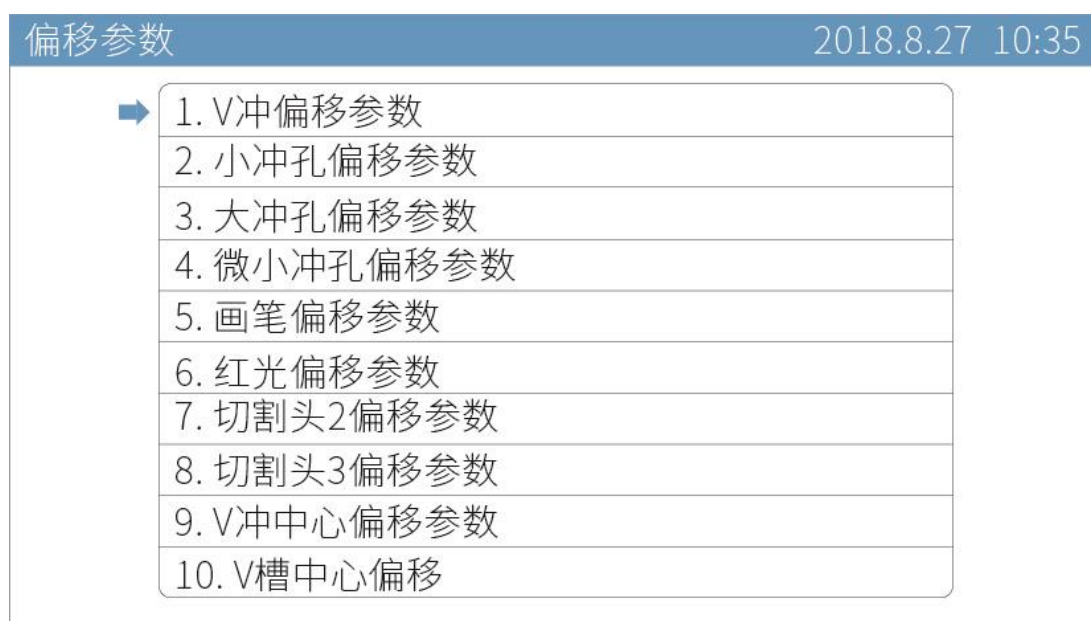 偏移参数 2018.8.27 10:35
1. V冲偏移参数
2. 小冲孔偏移参数
3. 大冲孔偏移参数
4. 微小冲孔偏移参数
5. 画笔偏移参数
6. 红光偏移参数
7. 切割头2偏移参数
8. 切割头3偏移参数
9. V冲中心偏移参数
10. V槽中心偏移